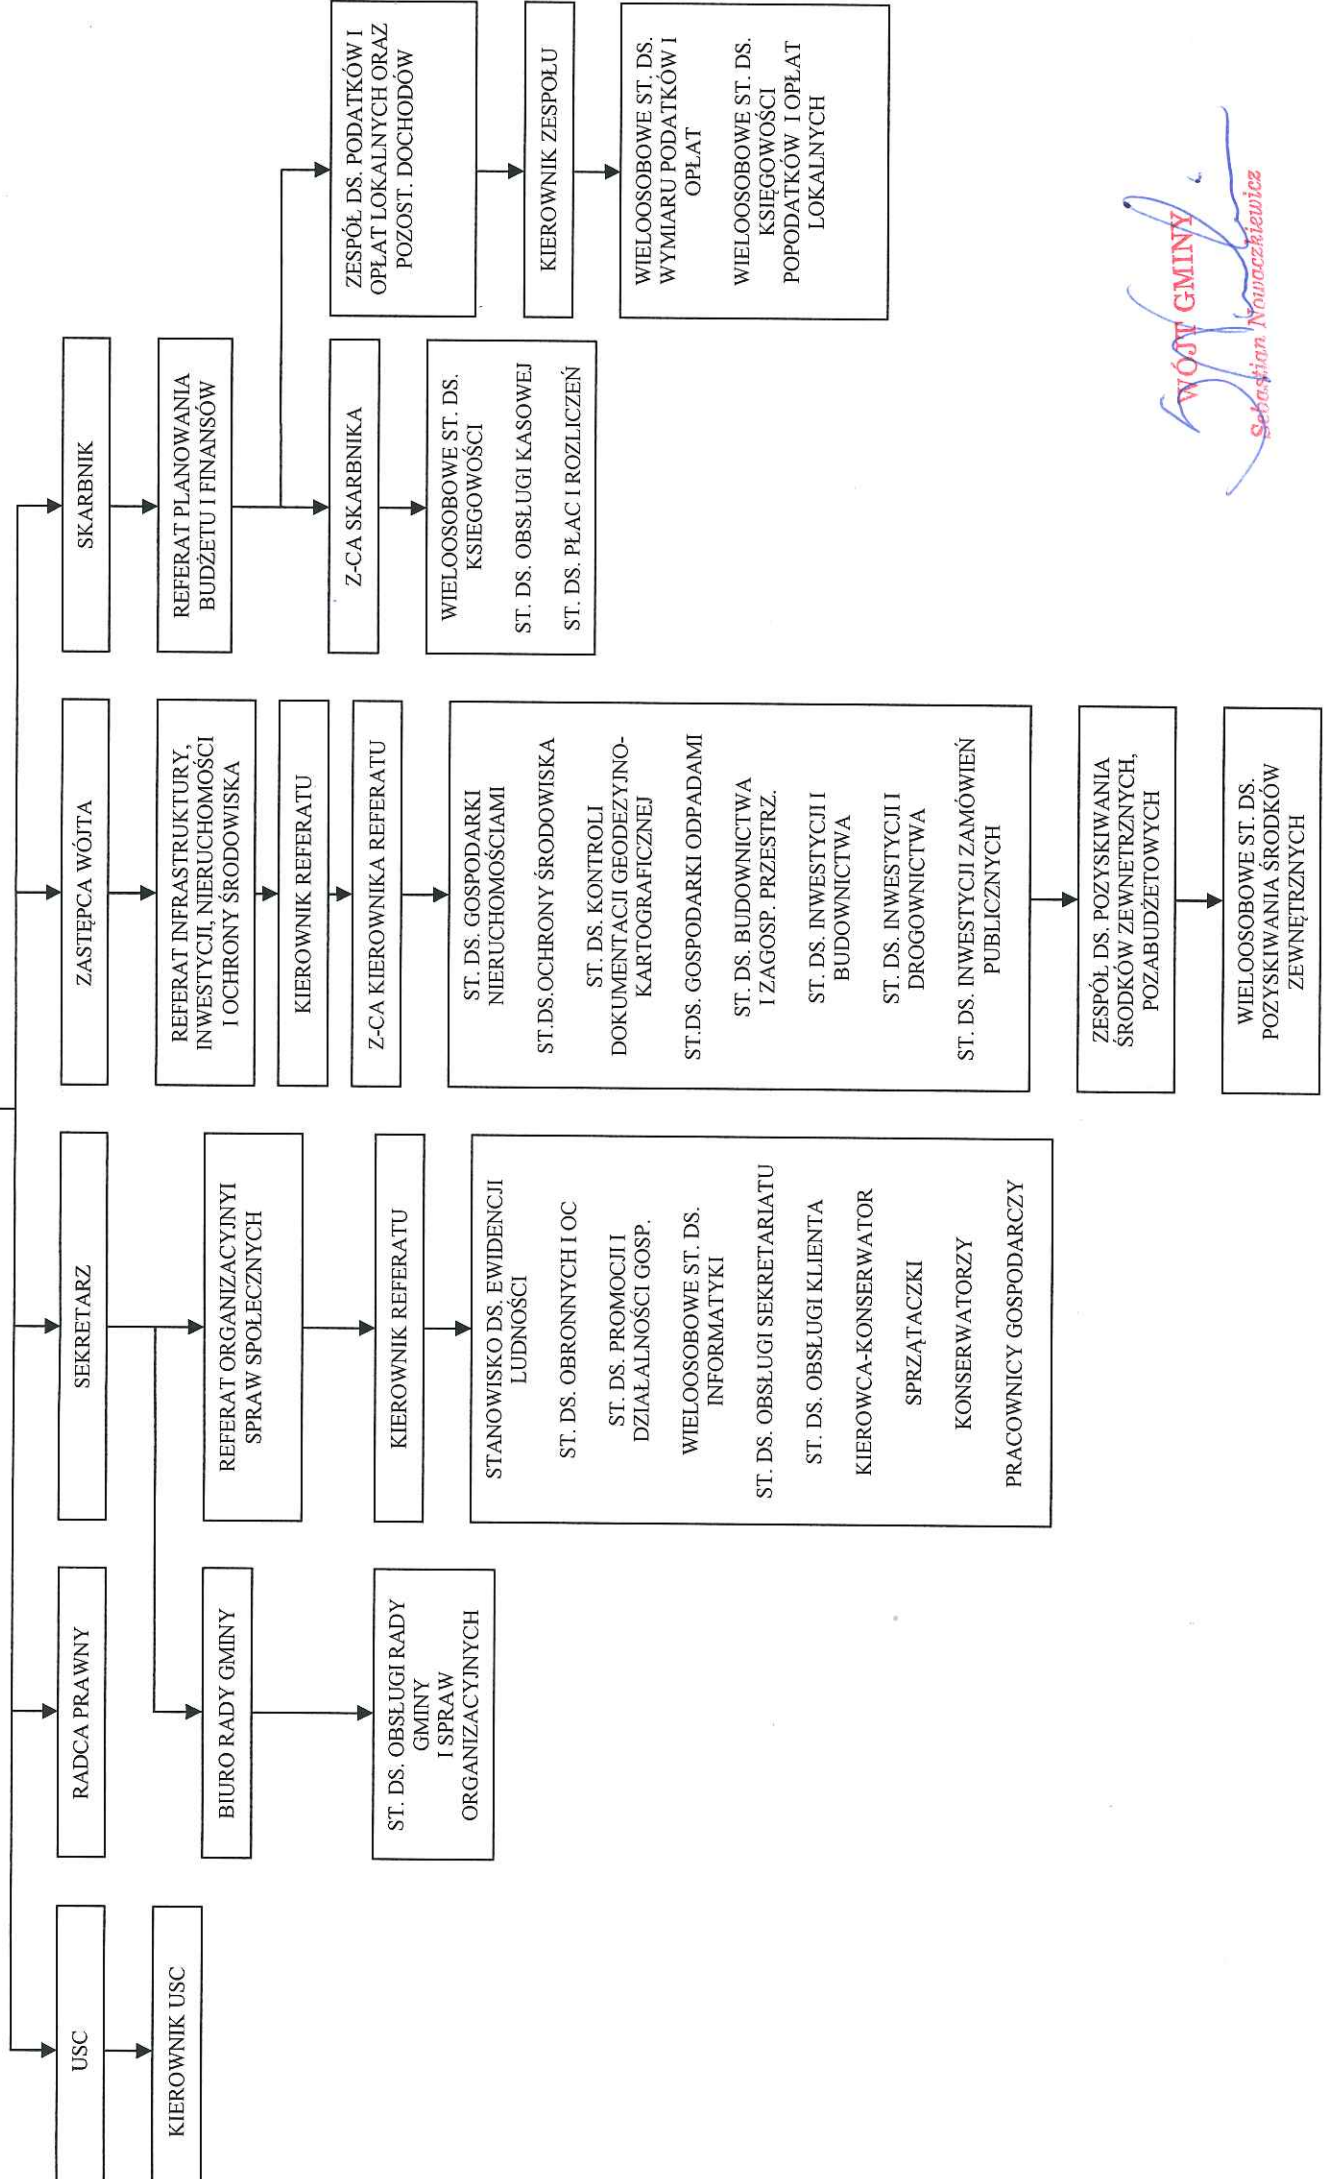 USC
KIEROWNIK USC
RADCA PRAWNY
SEKRETARZ
BIURO RADY GMINY
ST. DS. OBSŁUGI RADY
GMINY
I SPRAW
ORGANIZACYJNYCH
REFERAT ORGANIZACYJNYI
SPRAW SPOŁECZNYCH
KIEROWNIK REFERATU
STANOWISKO DS. EWIDENCJI
LUDNOŚCI
ST. DS. OBRONNYCH I OC
ST. DS. PROMOCJI I
DZIAŁALNOŚCI GOSP.
WIELOOSOBOWE ST. DS.
INFORMATYKI
ST. DS. OBSŁUGI SEKRETARIATU
ST. DS. OBSŁUGI KLIENTA
KIEROWCA-KONSERWATOR
SPRZĄTACZKI
KONSERWATORZY
PRACOWNICY GOSPODARCZY
ZASTĘPCA WÓJTA
REFERAT INFRASTRUKTURY,
INWESTYCJI, NIERUCHOMOŚCI
I OCHRONY ŚRODOWISKA
KIEROWNIK REFERATU
Z-CA KIEROWNIKA REFERATU
ST. DS. GOSPODARKI
NIERUCHOMOŚCIAMI
ST.DS.OCHRONY ŚRODOWISKA
ST. DS. KONTROLI
DOKUMENTACJI GEODEZYJNO-
KARTOGRAFICZNEJ
ST.DS. GOSPODARKI ODPADAMI
ST. DS. BUDOWNICTWA
I ZAGOSP. PRZESTRZ.
ST. DS. INWESTYCJI I
BUDOWNICTWA
ST. DS. INWESTYCJI I
DROGOWNICTWA
ST. DS. INWESTYCJI ZAMÓWIEŃ
PUBLICZNYCH
ZESPÓŁ DS. POZYSKIWANIA
ŚRODKÓW ZEWNETRZNYCH,
POZABUDŻETOWYCH
WIELOOSOBOWE ST. DS.
POZYSKIWANIA ŚRODKÓW
ZEWNĘTRZNYCH
SKARBNIK
REFERAT PLANOWANIA
BUDŻETU I FINANSÓW
Z-CA SKARBNIKA
WIELOOSOBOWE ST. DS.
KSIEGOWOŚCI
ST. DS. OBSŁUGI KASOWEJ
ST. DS. PŁAC I ROZLICZEŃ
ZESPÓŁ DS. PODATKÓW I
OPŁAT LOKALNYCH ORAZ
POZOST. DOCHODÓW
KIEROWNIK ZESPOŁU
WIELOOSOBOWE ST. DS.
WYMIARU PODATKÓW I
OPŁAT
WIELOOSOBOWE ST. DS.
KSIĘGOWOŚCI
POPODATKÓW I OPŁAT
LOKALNYCH
WÓJT GMINY
Sebastian Nowaczkiewicz